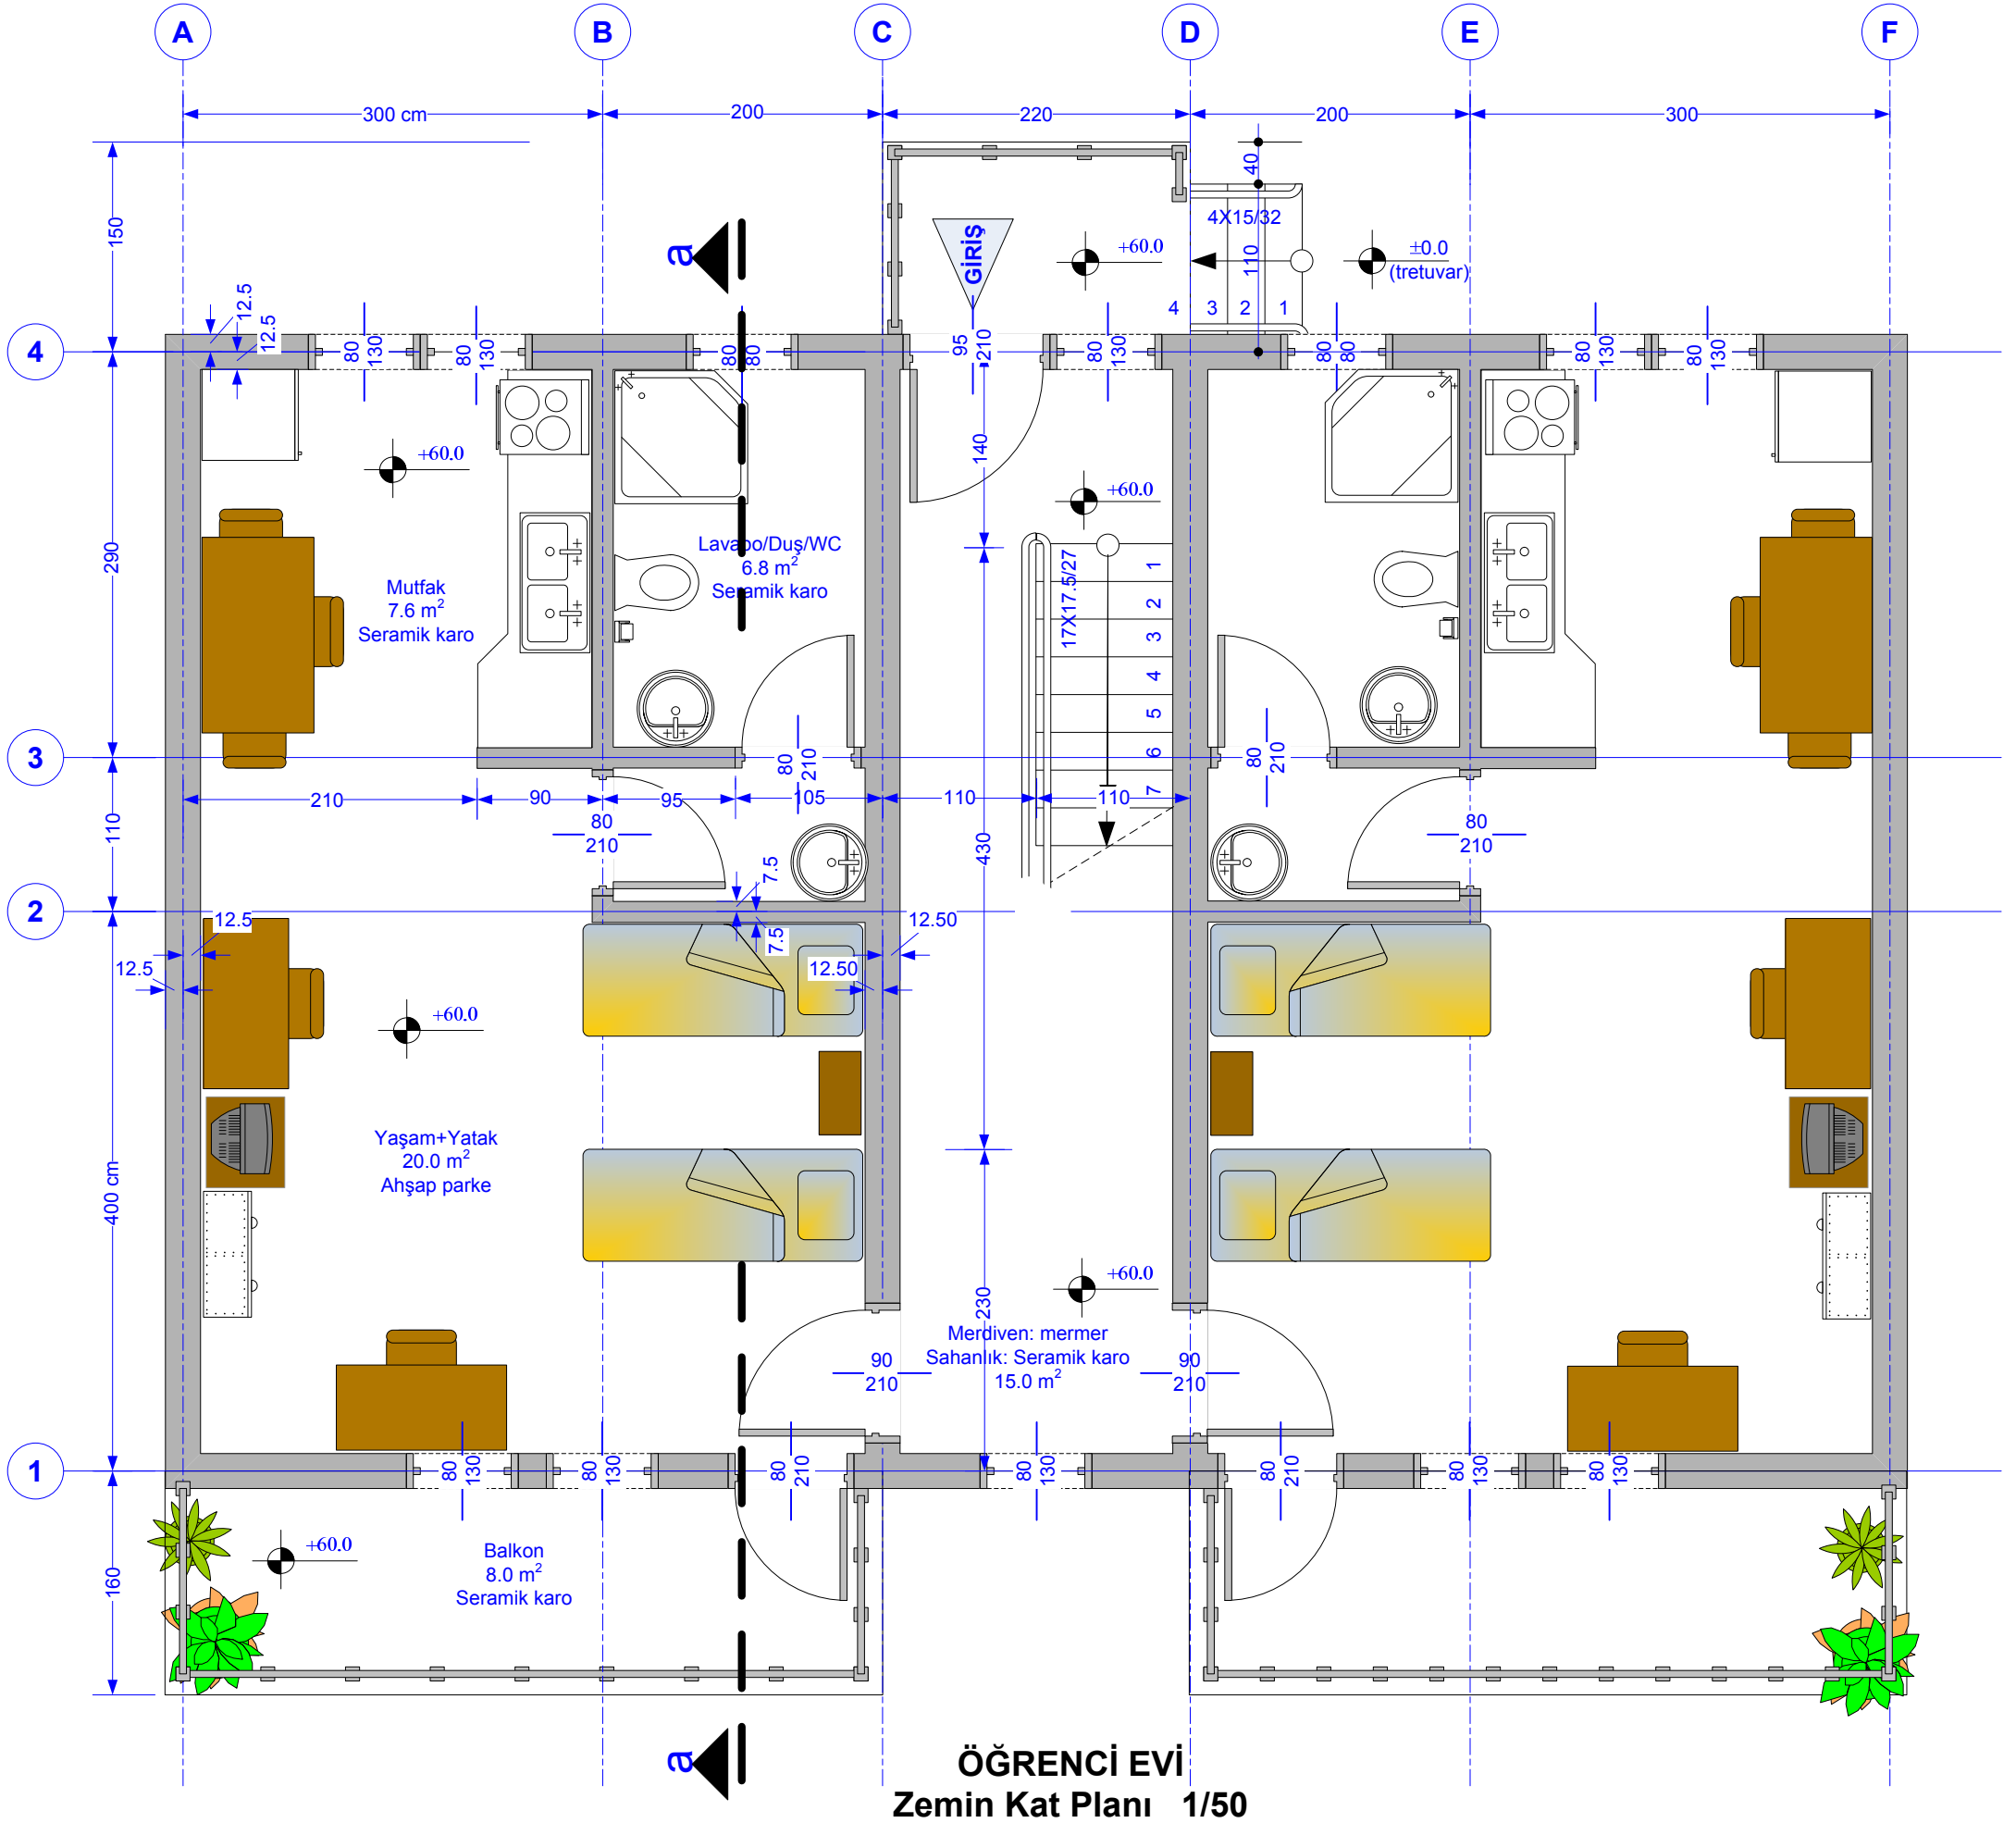 A
B
C
D
E
F
300 cm
200
220
200
300
40
150
4X15/32
110
GİRİŞ
+60.0
±0.0
(tretuvar)
4
3
2
1
12.5
12.5
4
80
130
80
130
80
80
95
210
80
130
80
80
80
130
80
130
+60.0
140
+60.0
290
Lavabo/Duş/WC
6.8 m²
Seramik karo
Mutfak
7.6 m²
Seramik karo
17X17.5/27
1
2
3
4
5
6
7
3
80
210
80
210
210
90
95
105
110
110
110
80
210
80
210
430
7.5
7.5
2
12.5
12.5
12.50
12.50
+60.0
Yaşam+Yatak
20.0 m²
Ahşap parke
400 cm
+60.0
230
Merdiven: mermer
Sahanlık: Seramik karo
15.0 m²
90
210
90
210
1
80
130
80
130
80
210
80
130
80
210
80
130
80
130
160
+60.0
Balkon
8.0 m²
Seramik karo
a
a
ÖĞRENCİ EVİ
Zemin Kat Planı 1/50